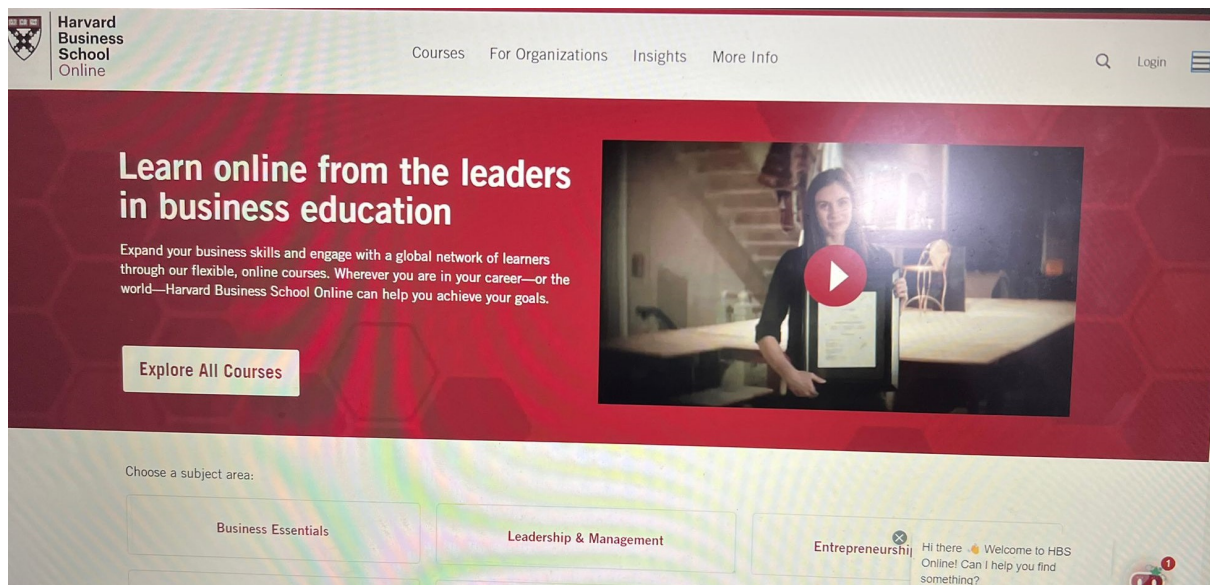 Harvard
Business
School
Online
Courses
For Organizations
Insights
More Info
Login
Learn online from the leaders
in business education
Expand your business skills and engage with a global network of learners
through our flexible, online courses. Wherever you are in your career—or the
world—Harvard Business School Online can help you achieve your goals.
Explore All Courses
Choose a subject area:
Business Essentials
Leadership & Management
Hi there 👋 Welcome to HBS
Online! Can I help you find
something?
1